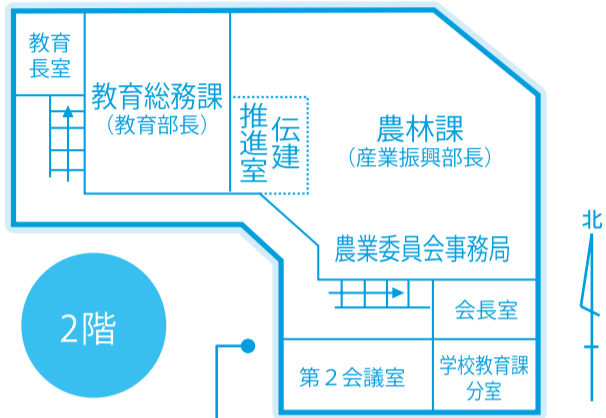 教育
長室
教育総務課
（教育部長）
伝建
推進室
農林課
（産業振興部長）
農業委員会事務局
北
会長室
2階
第２会議室
学校教育課
分室